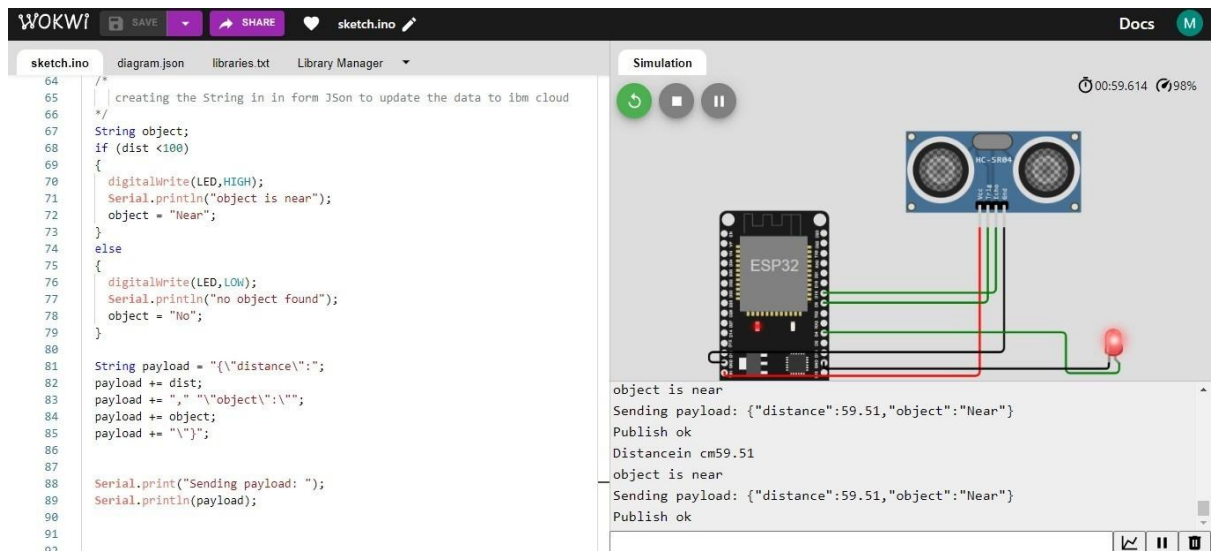 WOKWI SAVE SHARE sketch.ino Docs M
sketch.ino diagram.json libraries.txt Library Manager
Simulation
00:59.614 98%
64 /*
65 creating the String in in form JSon to update the data to ibm cloud
66 */
67 String object;
68 if (dist <100)
69 {
70 digitalWrite(LED,HIGH);
71 Serial.println("object is near");
72 object = "Near";
73 }
74 else
75 {
76 digitalWrite(LED,LOW);
77 Serial.println("no object found");
78 object = "No";
79 }
80
81 String payload = "{\"distance\":";
82 payload += dist;
83 payload += "," "\"object\":\"";
84 payload += object;
85 payload += "\"}";
86
87
88 Serial.print("Sending payload: ");
89 Serial.println(payload);
90
91
92
HC-SR04
Vcc
Trig
Echo
Gnd
ESP32
object is near
Sending payload: {"distance":59.51,"object":"Near"}
Publish ok
Distancein cm59.51
object is near
Sending payload: {"distance":59.51,"object":"Near"}
Publish ok